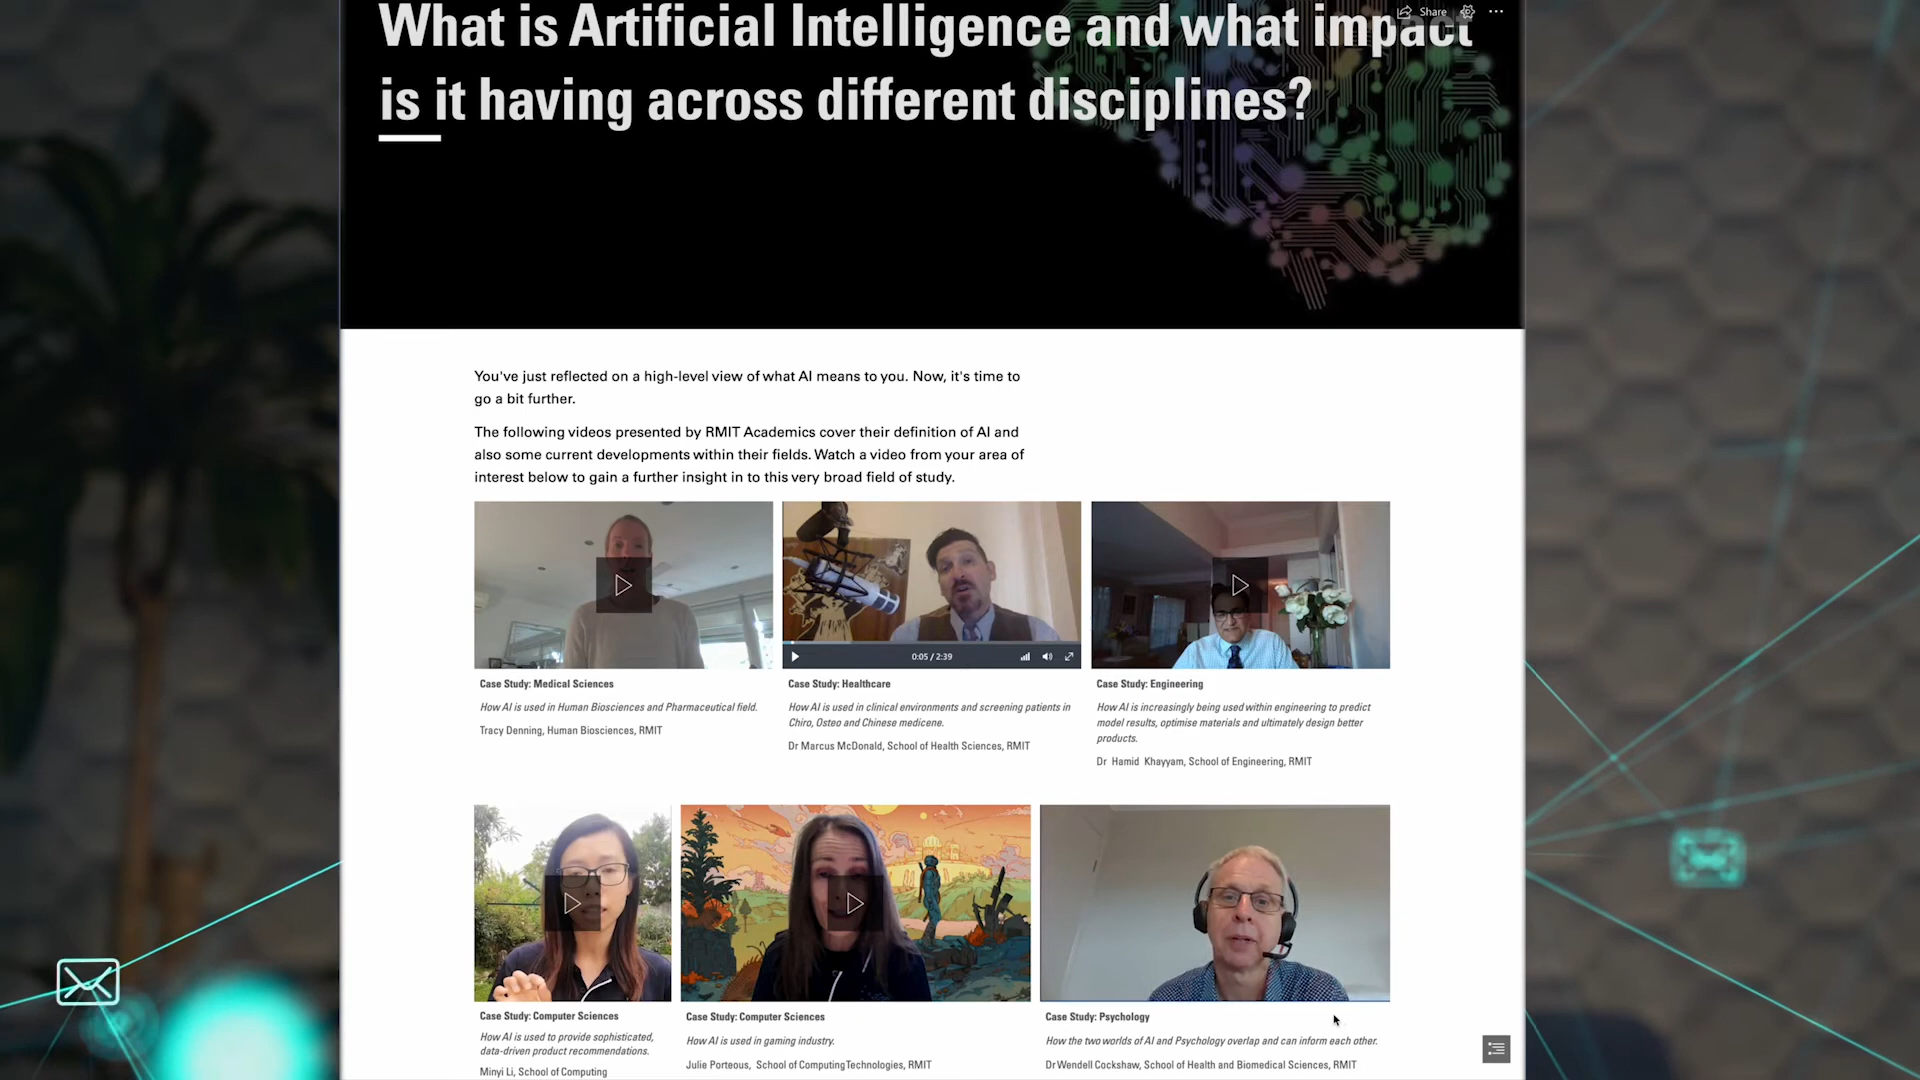 What is Artificial Intelligence and what impact
Share
is it having across different disciplines?
You've just reflected on a high-level view of what AI means to you. Now, it's time to
go a bit further.
The following videos presented by RMIT Academics cover their definition of AI and
also some current developments within their fields. Watch a video from your area of
interest below to gain a further insight in to this very broad field of study.
0:05 / 2:39
Case Study: Medical Sciences
How AI is used in Human Biosciences and Pharmaceutical field.
Tracy Denning, Human Biosciences, RMIT
Case Study: Healthcare
How AI is used in clinical environments and screening patients in
Chiro, Osteo and Chinese medicene.
Dr Marcus McDonald, School of Health Sciences, RMIT
Case Study: Engineering
How AI is increasingly being used within engineering to predict
model results, optimise materials and ultimately design better
products.
Dr Hamid Khayyam, School of Engineering, RMIT
Case Study: Computer Sciences
How AI is used to provide sophisticated,
data-driven product recommendations.
Minyi Li, School of Computing
Case Study: Computer Sciences
How AI is used in gaming industry.
Julie Porteous, School of Computing Technologies, RMIT
Case Study: Psychology
How the two worlds of AI and Psychology overlap and can inform each other.
Dr Wendell Cockshaw, School of Health and Biomedical Sciences, RMIT